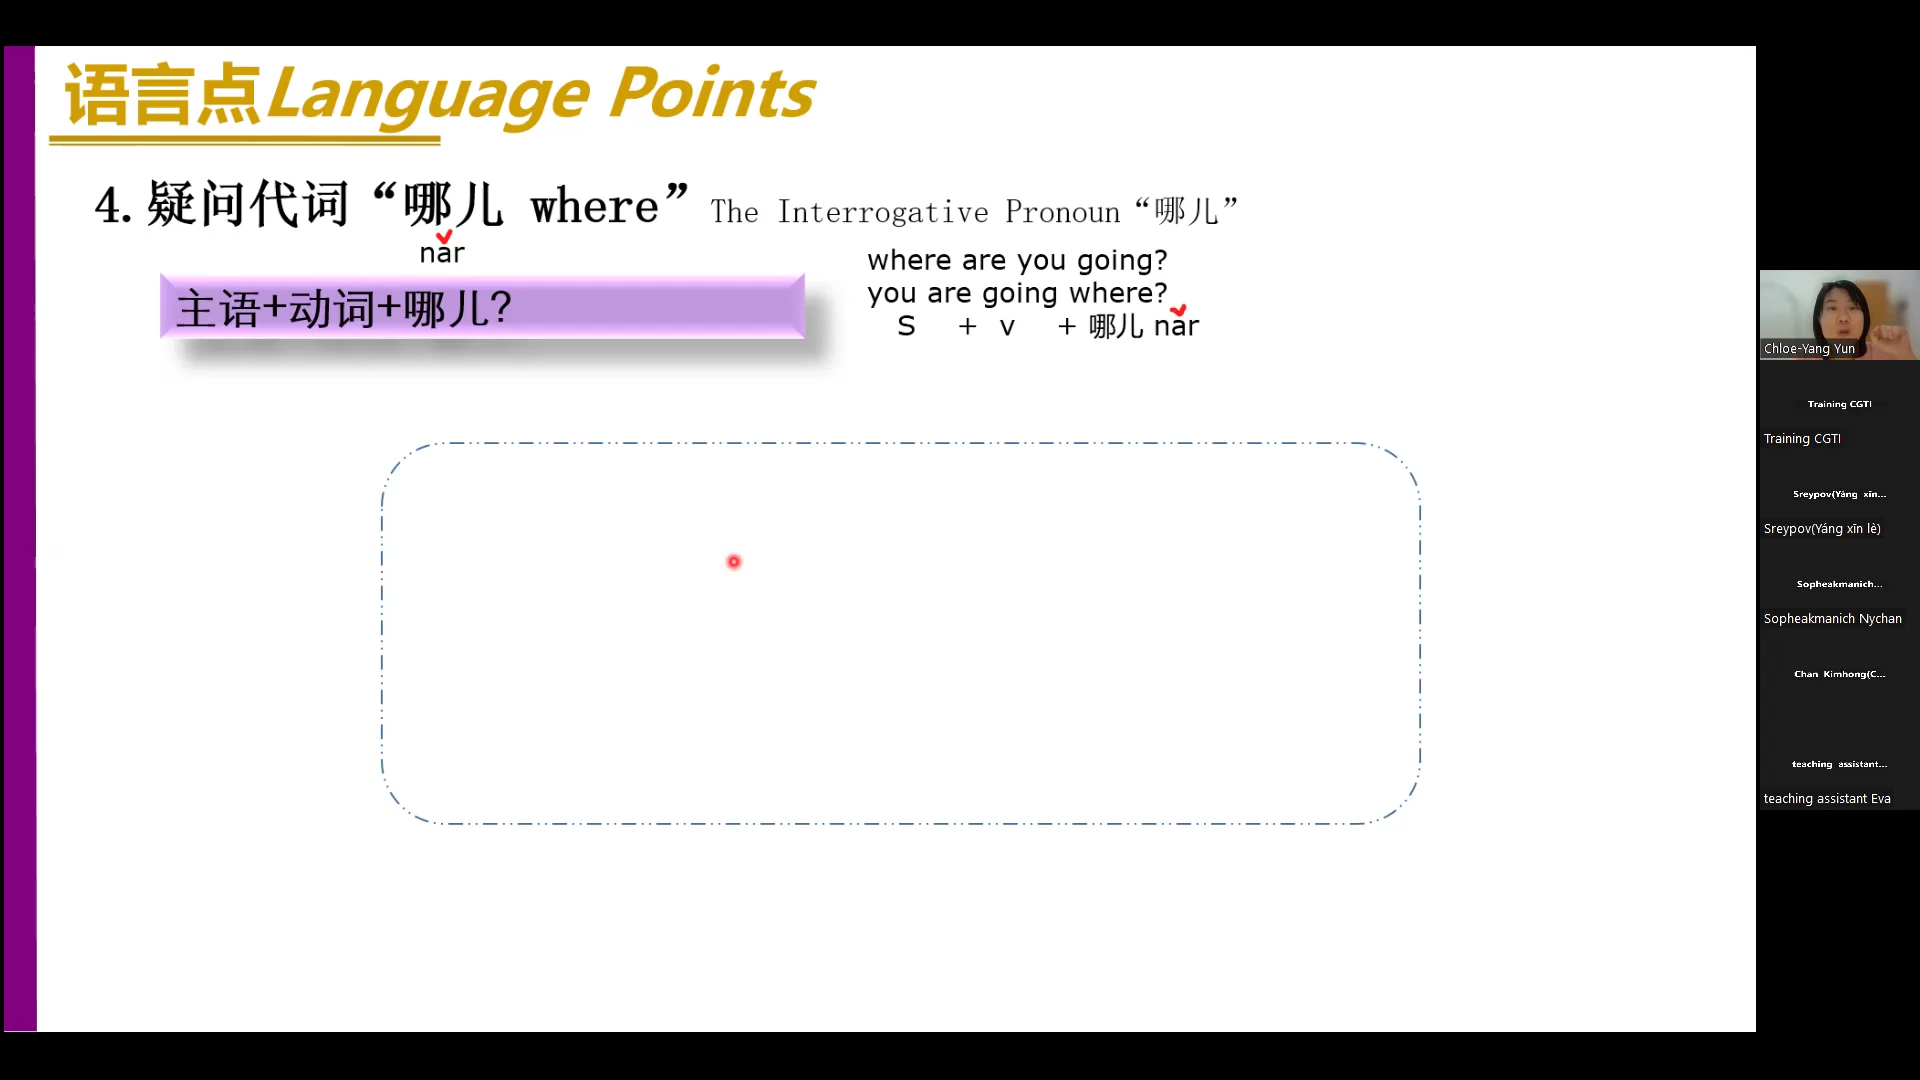 语言点Language Points
4.疑问代词“哪儿 where”The Interrogative Pronoun“哪儿”
nǎr
主语+动词+哪儿?
where are you going?
you are going where?
S + v + 哪儿 nǎr
Chloe-Yang Yun
Training CGTI
Training CGTI
Sreypov(Yáng xīn...
Sreypov(Yáng xīn lè)
Sopheakmanich...
Sopheakmanich Nychan
Chan Kimhong(C...
teaching assistant...
teaching assistant Eva